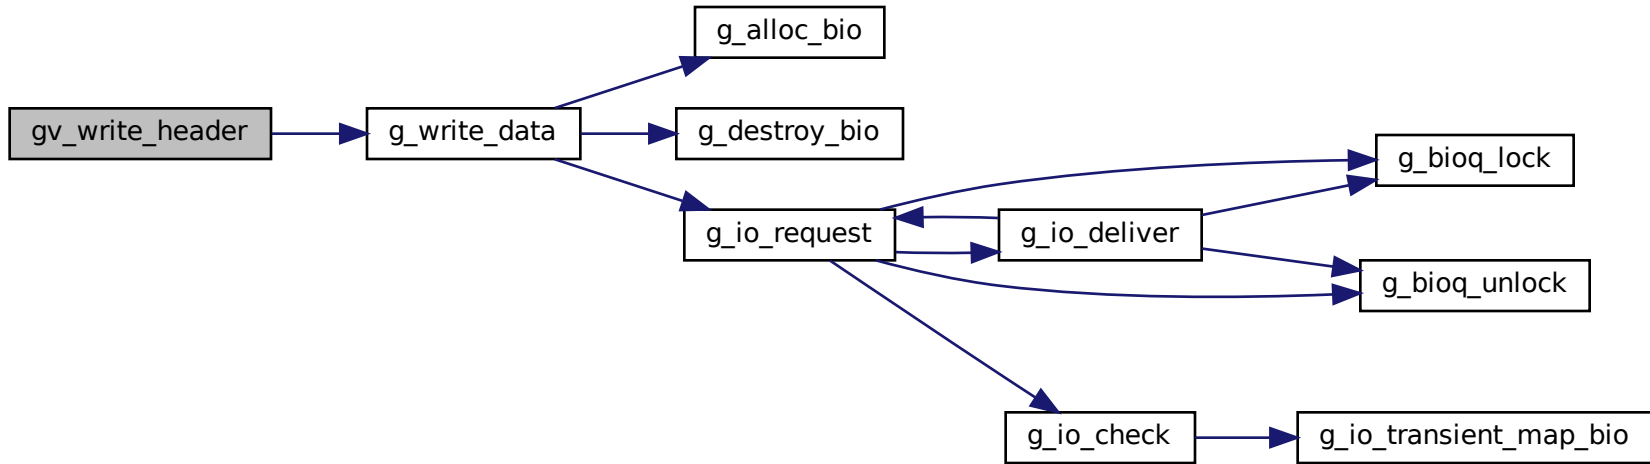 g_alloc_bio
gv_write_header
g_write_data
g_destroy_bio
g_bioq_lock
g_io_request
g_io_deliver
g_bioq_unlock
g_io_check
g_io_transient_map_bio